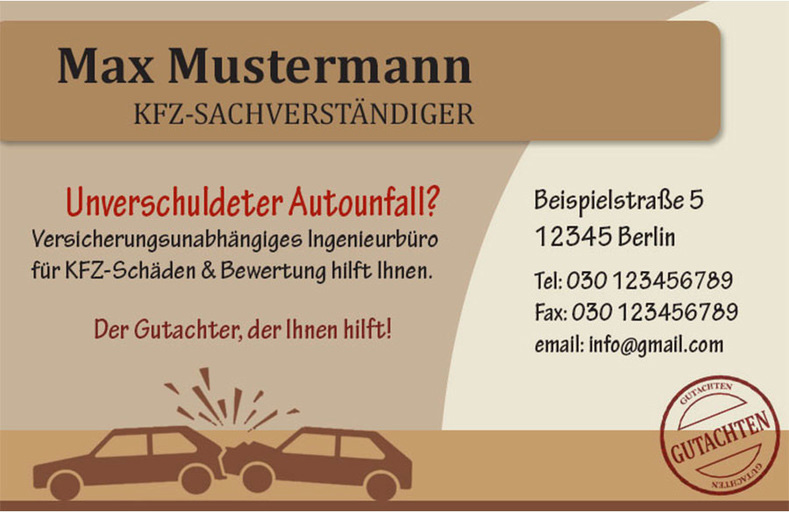 Max Mustermann
KFZ-SACHVERSTÄNDIGER
Unverschuldeter Autounfall?
Versicherungsunabhängiges Ingenieurbüro
für KFZ-Schäden & Bewertung hilft Ihnen.
Der Gutachter, der Ihnen hilft!
Beispielstraße 5
12345 Berlin
Tel: 030 123456789
Fax: 030 123456789
email: info@gmail.com
GUTACHTEN
GUTACHTEN
GUTACHTEN